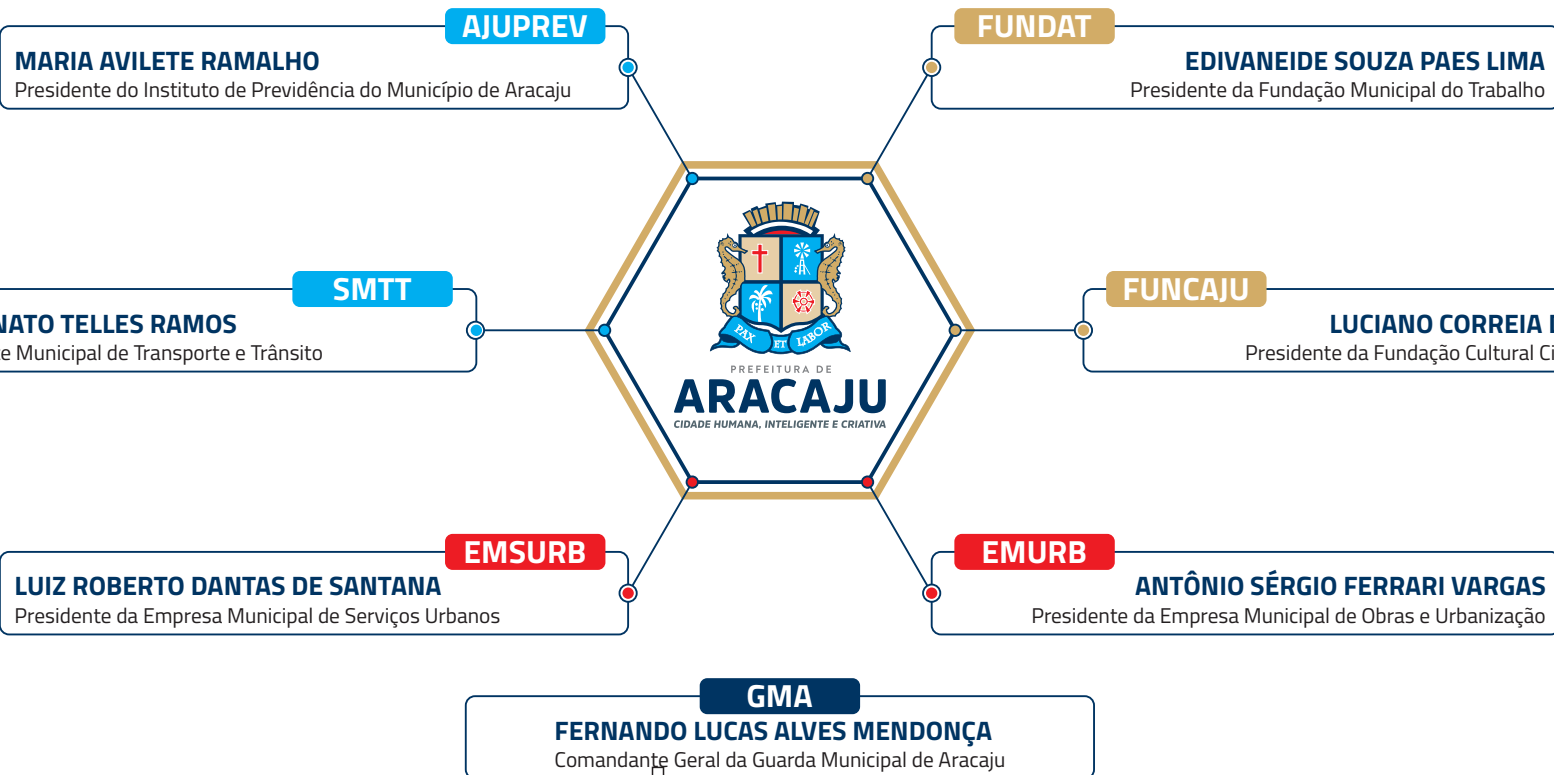 AJUPREV
MARIA AVILETE RAMALHO
Presidente do Instituto de Previdência do Município de Aracaju
FUNDAT
EDIVANEIDE SOUZA PAES LIMA
Presidente da Fundação Municipal do Trabalho
SMTT
TELLES RAMOS
Municipal de Transporte e Trânsito
FUNCAJU
LUCIANO CORREIA
Presidente da Fundação Cultural
PAX ET LABOR
PREFEITURA DE
ARACAJU
CIDADE HUMANA, INTELIGENTE E CRIATIVA
EMSURB
LUIZ ROBERTO DANTAS DE SANTANA
Presidente da Empresa Municipal de Serviços Urbanos
EMURB
ANTÔNIO SÉRGIO FERRARI VARGAS
Presidente da Empresa Municipal de Obras e Urbanização
GMA
FERNANDO LUCAS ALVES MENDONÇA
Comandante Geral da Guarda Municipal de Aracaju